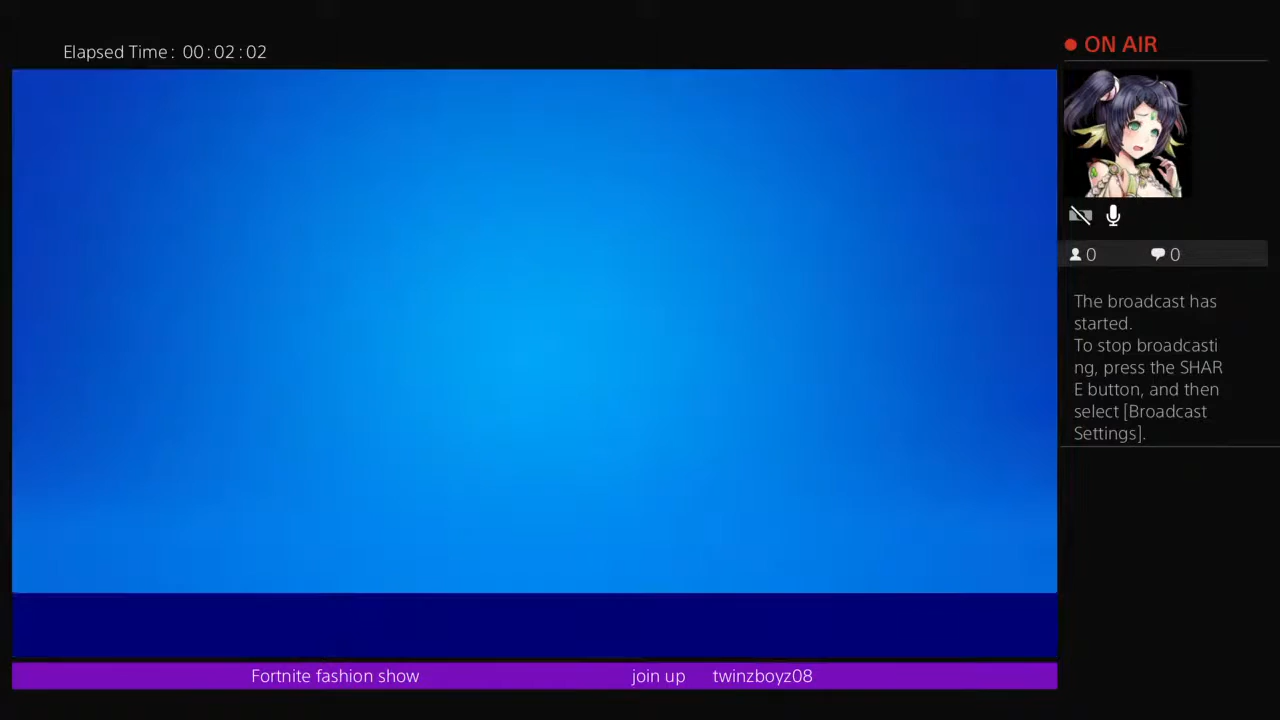 Elapsed Time: 00:02:02
ON AIR
0 0
The broadcast has
started.
To stop broadcasti
ng, press the SHAR
E button, and then
select [Broadcast
Settings].
Fortnite fashion show join up twinzboyz08